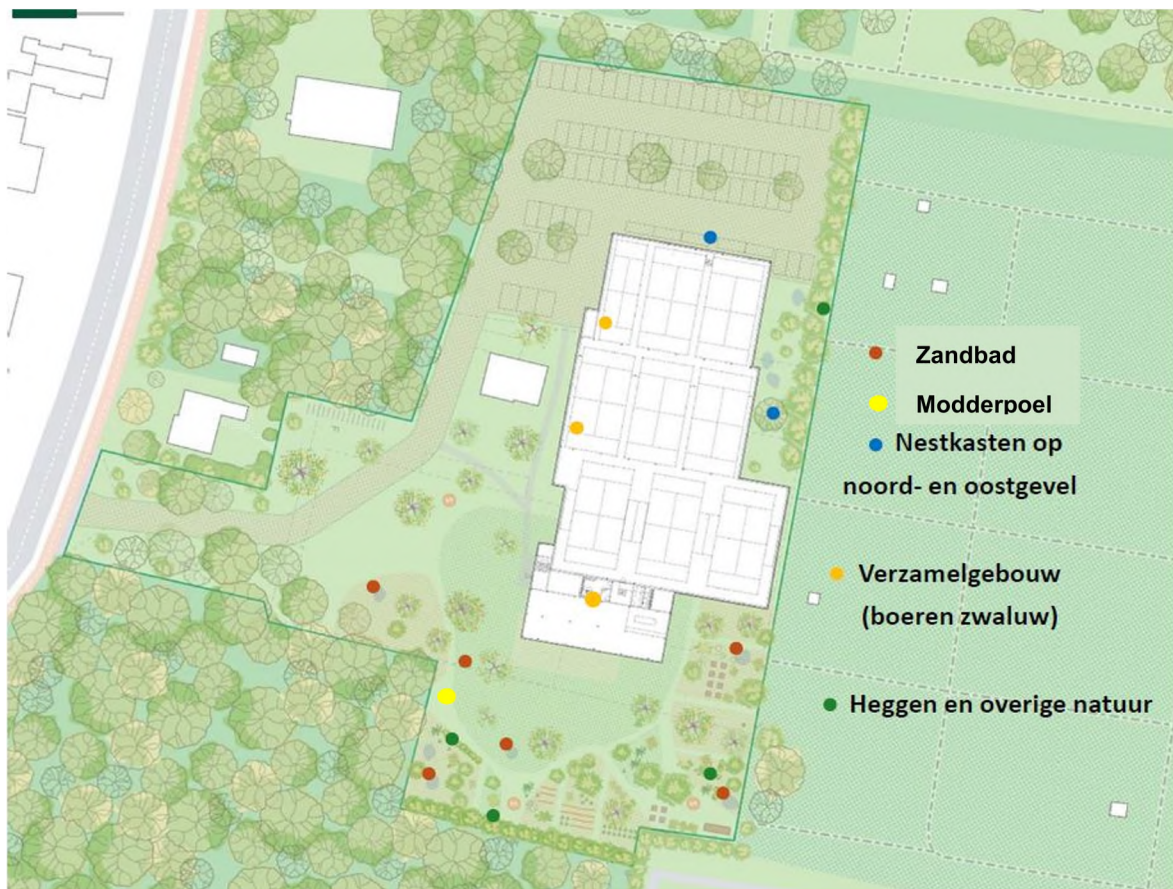 Zandbad
Modderpoel
Nestkasten op
noord- en oostgevel
Verzamelgebouw
(boeren zwaluw)
Heggen en overige natuur